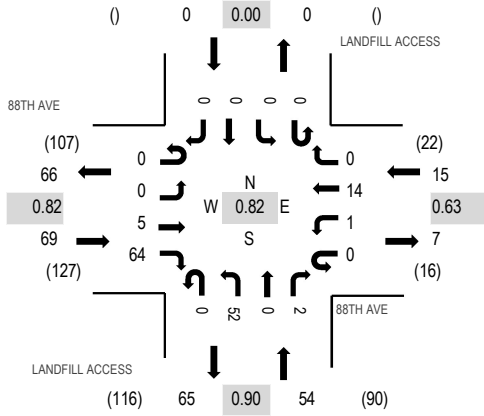 () 0 0.00 0 ()
LANDFILL ACCESS
0 0 0 0
88TH AVE
(107) (22)
66 0 0 15
0 14
0.82 N 0.63
W 0.82 E
S
5 1
69 64 0 7
(127) (16)
0 52 0 2
88TH AVE
LANDFILL ACCESS
(116) 65 0.90 54 (90)